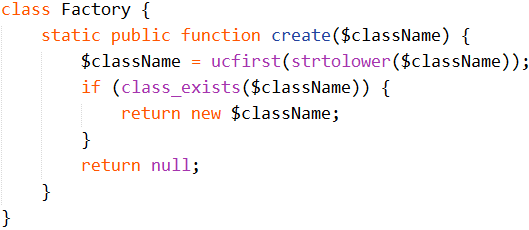 class Factory {
    static public function create($className) {
        $className = ucfirst(strtolower($className));
        if (class_exists($className)) {
            return new $className;
        }
        return null;
    }
}